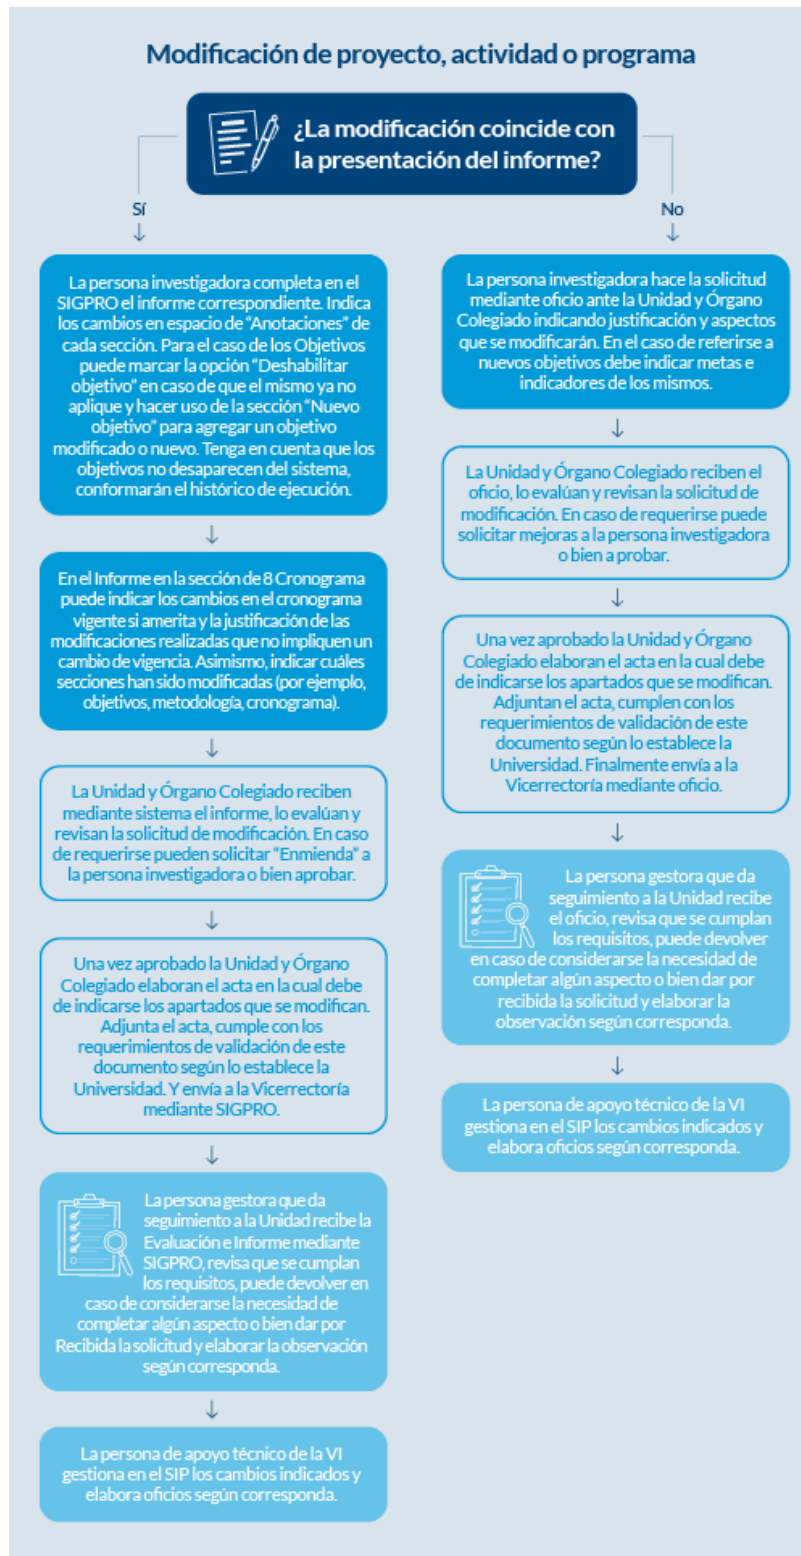 Modificación de proyecto, actividad o programa
¿La modificación coincide con
la presentación del informe?
Sí
La persona investigadora completa en el
SIGPRO el informe correspondiente. Indica
los cambios en espacio de “Anotaciones” de
cada sección. Para el caso de los Objetivos
puede marcar la opción “Deshabilitar
objetivo” en caso de que el mismo ya no
aplique y hacer uso de la sección “Nuevo
objetivo” para agregar un objetivo
modificado o nuevo. Tenga en cuenta que los
objetivos no desaparecen del sistema,
conformarán el histórico de ejecución.
En el Informe en la sección de 8 Cronograma
puede indicar los cambios en el cronograma
vigente si amerita y la justificación de las
modificaciones realizadas que no impliquen un
cambio de vigencia. Asimismo, indicar cuáles
secciones han sido modificadas (por ejemplo,
objetivos, metodología, cronograma).
La Unidad y Órgano Colegiado reciben
mediante sistema el informe, lo evalúan y
revisan la solicitud de modificación. En caso
de requerirse pueden solicitar “Enmienda” a
la persona investigadora o bien aprobar.
Una vez aprobado la Unidad y Órgano
Colegiado elaboran el acta en la cual debe
de indicarse los apartados que se modifican.
Adjunta el acta, cumple con los
requerimientos de validación de este
documento según lo establece la
Universidad. Y envía a la Vicerrectoría
mediante SIGPRO.
La persona gestora que da
seguimiento a la Unidad recibe la
Evaluación e Informe mediante
SIGPRO, revisa que se cumplan
los requisitos, puede devolver en
caso de considerarse la necesidad de
completar algún aspecto o bien dar por
Recibida la solicitud y elaborar la observación
según corresponda.
La persona de apoyo técnico de la VI
gestiona en el SIP los cambios indicados y
elabora oficios según corresponda.
No
La persona investigadora hace la solicitud
mediante oficio ante la Unidad y Órgano
Colegiado indicando justificación y aspectos
que se modificarán. En el caso de referirse a
nuevos objetivos debe indicar metas e
indicadores de los mismos.
La Unidad y Órgano Colegiado reciben el
oficio, lo evalúan y revisan la solicitud de
modificación. En caso de requerirse puede
solicitar mejoras a la persona investigadora
o bien a probar.
Una vez aprobado la Unidad y Órgano
Colegiado elaboran el acta en la cual debe
de indicarse los apartados que se modifican.
Adjuntan el acta, cumplen con los
requerimientos de validación de este
documento según lo establece la
Universidad. Finalmente envía a la
Vicerrectoría mediante oficio.
La persona gestora que da
seguimiento a la Unidad recibe
el oficio, revisa que se cumplan
los requisitos, puede devolver
en caso de considerarse la necesidad de
completar algún aspecto o bien dar por
recibida la solicitud y elaborar la
observación según corresponda.
La persona de apoyo técnico de la VI
gestiona en el SIP los cambios indicados y
elabora oficios según corresponda.